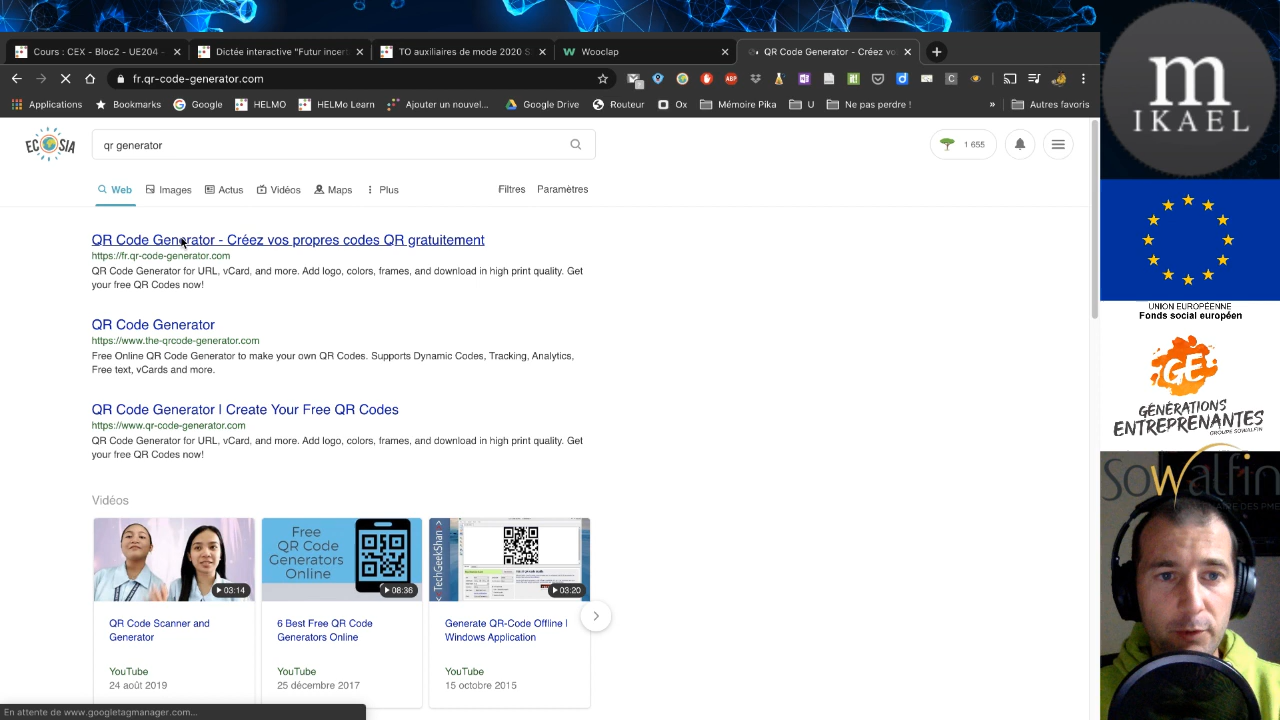 Cours : CEX - Bloc2 - UE204 -
Dictée interactive "Futur incert
TO auxiliaires de mode 2020 S
Wooclap
QR Code Generator - Créez vo
fr.qr-code-generator.com
Applications
Bookmarks
Google
HELMO
HELMo Learn
Ajouter un nouvel...
Google Drive
Routeur
Ox
Mémoire Pika
U
Ne pas perdre !
»
Autres favoris
ECOSIA
qr generator
1 655
Web
Images
Actus
Vidéos
Maps
Plus
Filtres
Paramètres
QR Code Generator - Créez vos propres codes QR gratuitement
https://fr.qr-code-generator.com
QR Code Generator for URL, vCard, and more. Add logo, colors, frames, and download in high print quality. Get
your free QR Codes now!
QR Code Generator
https://www.the-qrcode-generator.com
Free Online QR Code Generator to make your own QR Codes. Supports Dynamic Codes, Tracking, Analytics,
Free text, vCards and more.
QR Code Generator | Create Your Free QR Codes
https://www.qr-code-generator.com
QR Code Generator for URL, vCard, and more. Add logo, colors, frames, and download in high print quality. Get
your free QR Codes now!
Vidéos
03:14
Free
QR Code
Generators
Online
08:36
TechGeekShan
03:20
QR Code Scanner and
Generator
YouTube
24 août 2019
6 Best Free QR Code
Generators Online
YouTube
25 décembre 2017
Generate QR-Code Offline |
Windows Application
YouTube
15 octobre 2015
En attente de www.googletagmanager.com...
m
IKAEL
UNION EUROPÉENNE
Fonds social européen
GE
GÉNÉRATIONS
ENTREPRENANTES
GROUPE SOWALFIN
Sowalfin